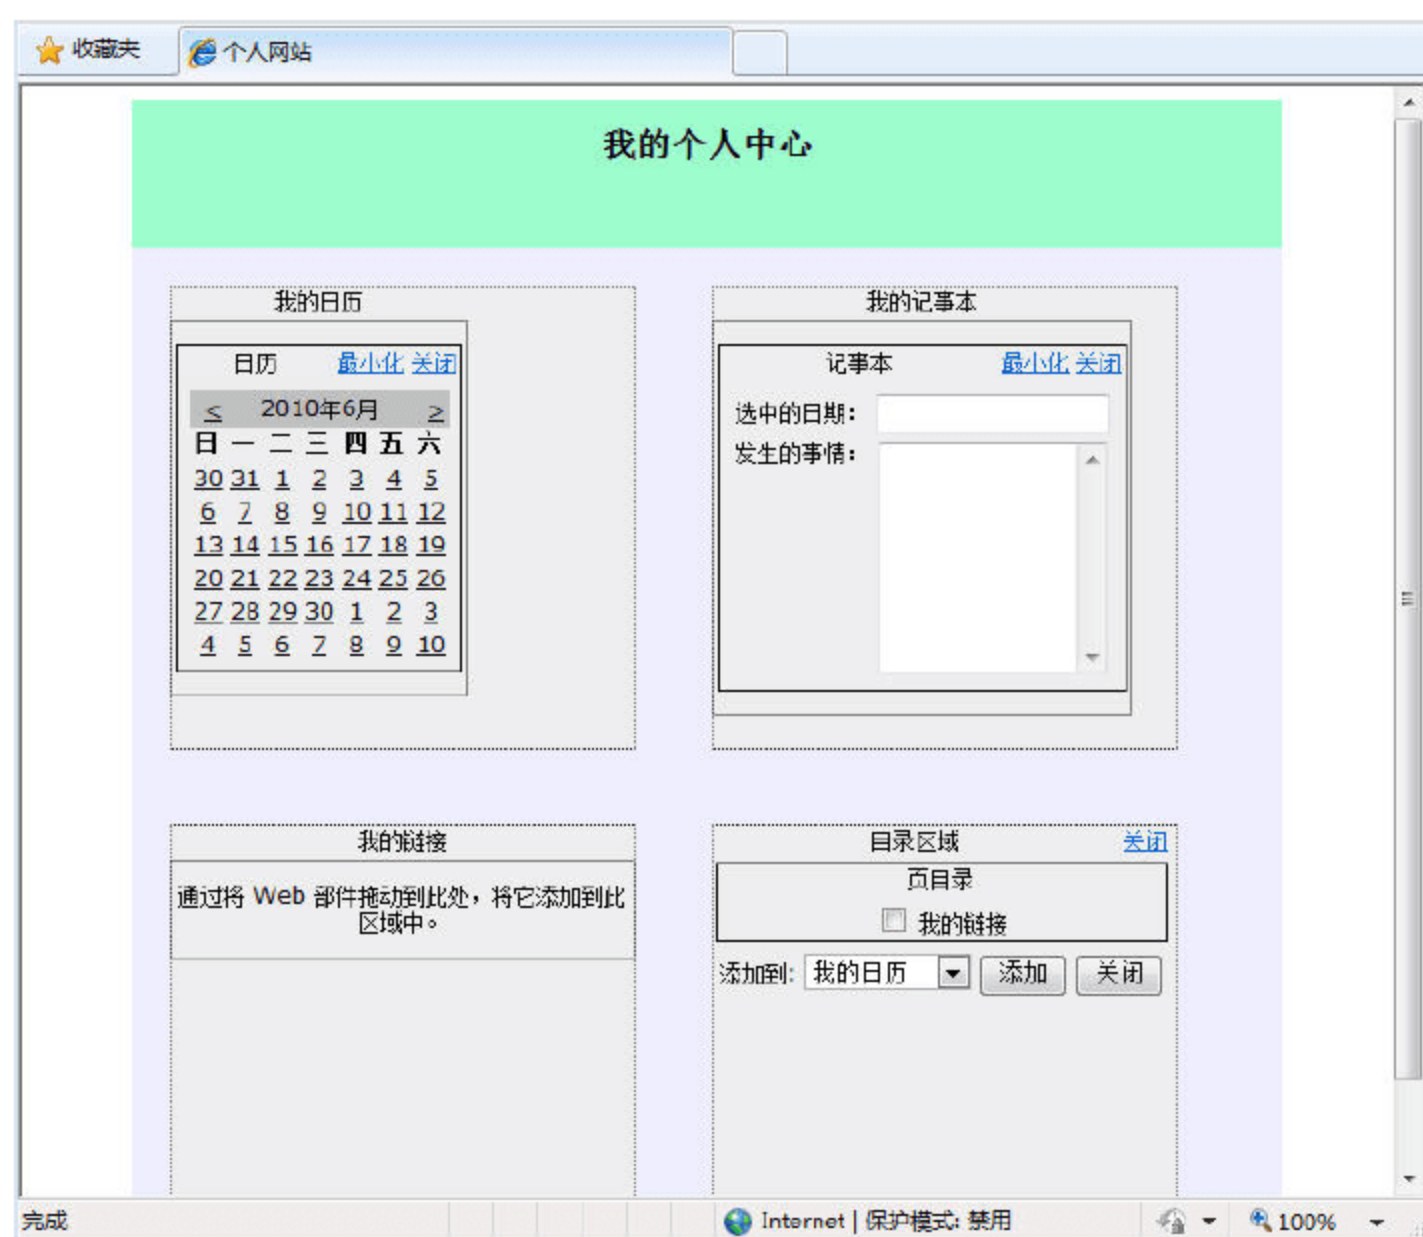 收藏夹 个人网站
我的个人中心
我的日历
日历 最小化 关闭
< 2010年6月 >
日 一 二 三 四 五 六
30 31 1 2 3 4 5
6 7 8 9 10 11 12
13 14 15 16 17 18 19
20 21 22 23 24 25 26
27 28 29 30 1 2 3
4 5 6 7 8 9 10
我的记事本
记事本 最小化 关闭
选中的日期：
发生的事情：
我的链接
通过将 Web 部件拖动到此处，将它添加到此
区域中。
目录区域 关闭
页目录
我的链接
添加到: 我的日历 添加 关闭
完成 Internet | 保护模式: 禁用 100%